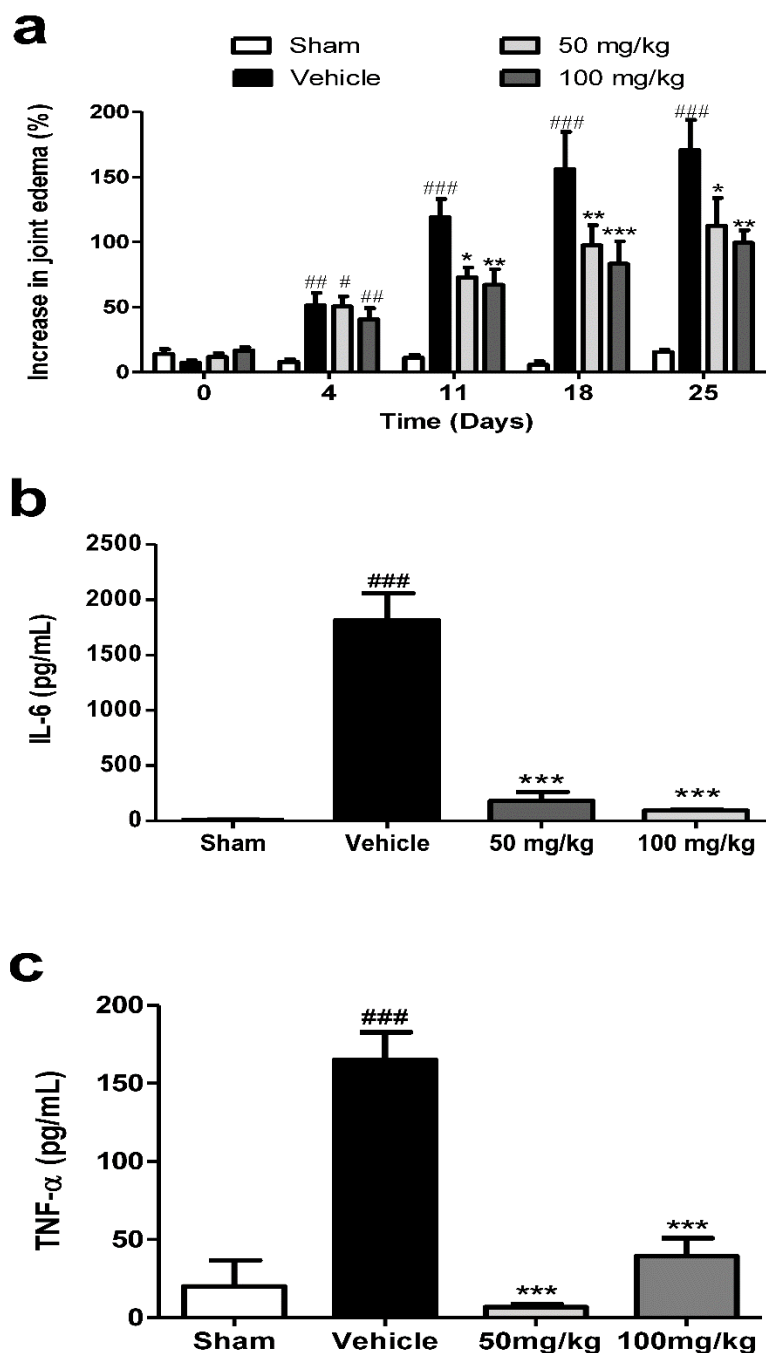 a
Sham 50 mg/kg
Vehicle 100 mg/kg
Increase in joint edema (%)
200
150
100
50
0
### ### ###
## # ## * ** ** *** * **
0 4 11 18 25
Time (Days)
b
IL-6 (pg/mL)
2500
2000
1500
1000
500
0
###
*** ***
Sham Vehicle 50 mg/kg 100 mg/kg
c
TNF-α (pg/mL)
200
150
100
50
0
###
*** ***
Sham Vehicle 50mg/kg 100mg/kg